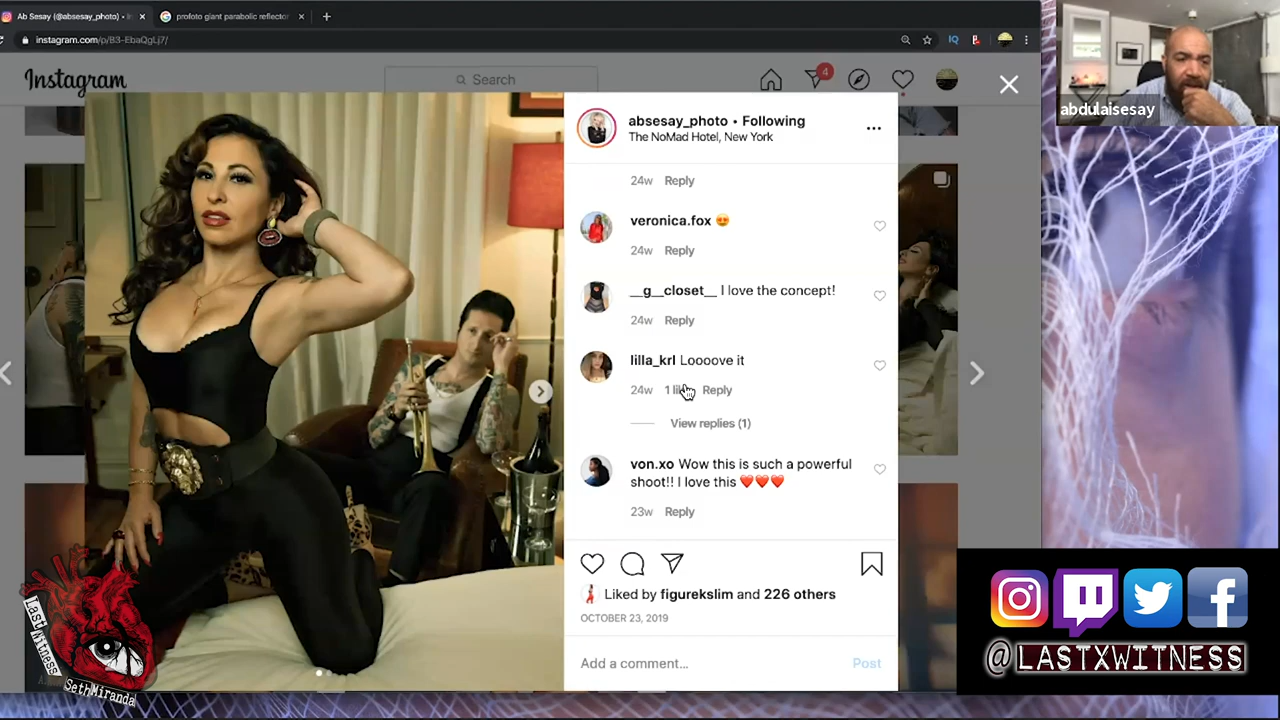 Ab Sesay (@absesay_photo) •
profoto giant parabolic reflector
instagram.com/p/B3-EbaQgLj7/
Instagram
Search
4
abdulaisesay
absesay_photo • Following
The NoMad Hotel, New York
24w Reply
veronica.fox 😍
24w Reply
__g__closet__ I love the concept!
24w Reply
lilla_krl Loooove it
24w 1 like Reply
View replies (1)
von.xo Wow this is such a powerful
shoot!! I love this ❤️❤️❤️
23w Reply
Liked by figurekslim and 226 others
OCTOBER 23, 2019
Add a comment... Post
Last Witness
SethMiranda
@LASTXWITNESS